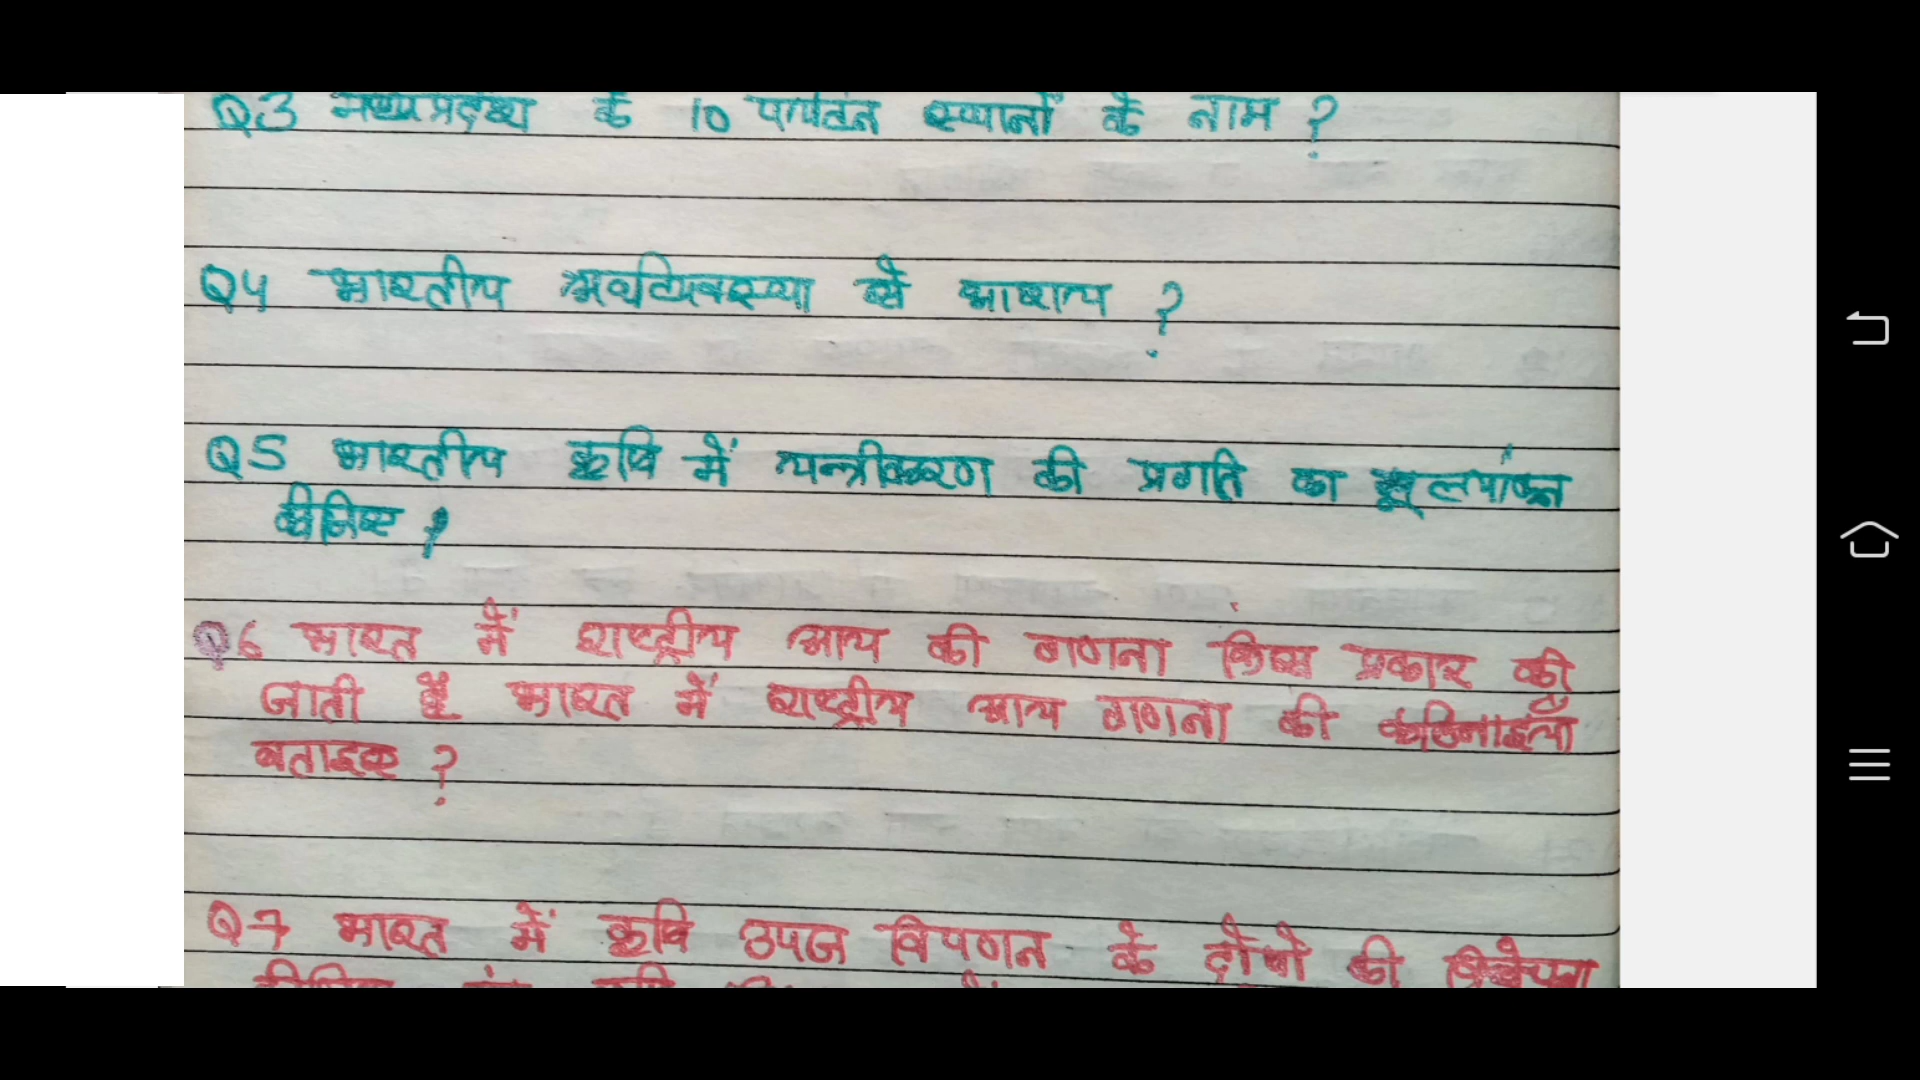 Q.3 मध्यप्रदेश के 10 पर्यटन स्थानों के नाम ?
Q4 भारतीय अर्थव्यवस्था से आशय ?
Q5 भारतीय कृषि में यन्त्रीकरण की प्रगति का मूल्यांकन
कीजिए ?
Q6 भारत में राष्ट्रीय आय की गणना किस प्रकार की
जाती है भारत में राष्ट्रीय आय गणना की कठिनाईयाँ
बताइए ?
Q7 भारत में कृषि उपज विपणन के दोषो की विवेचना